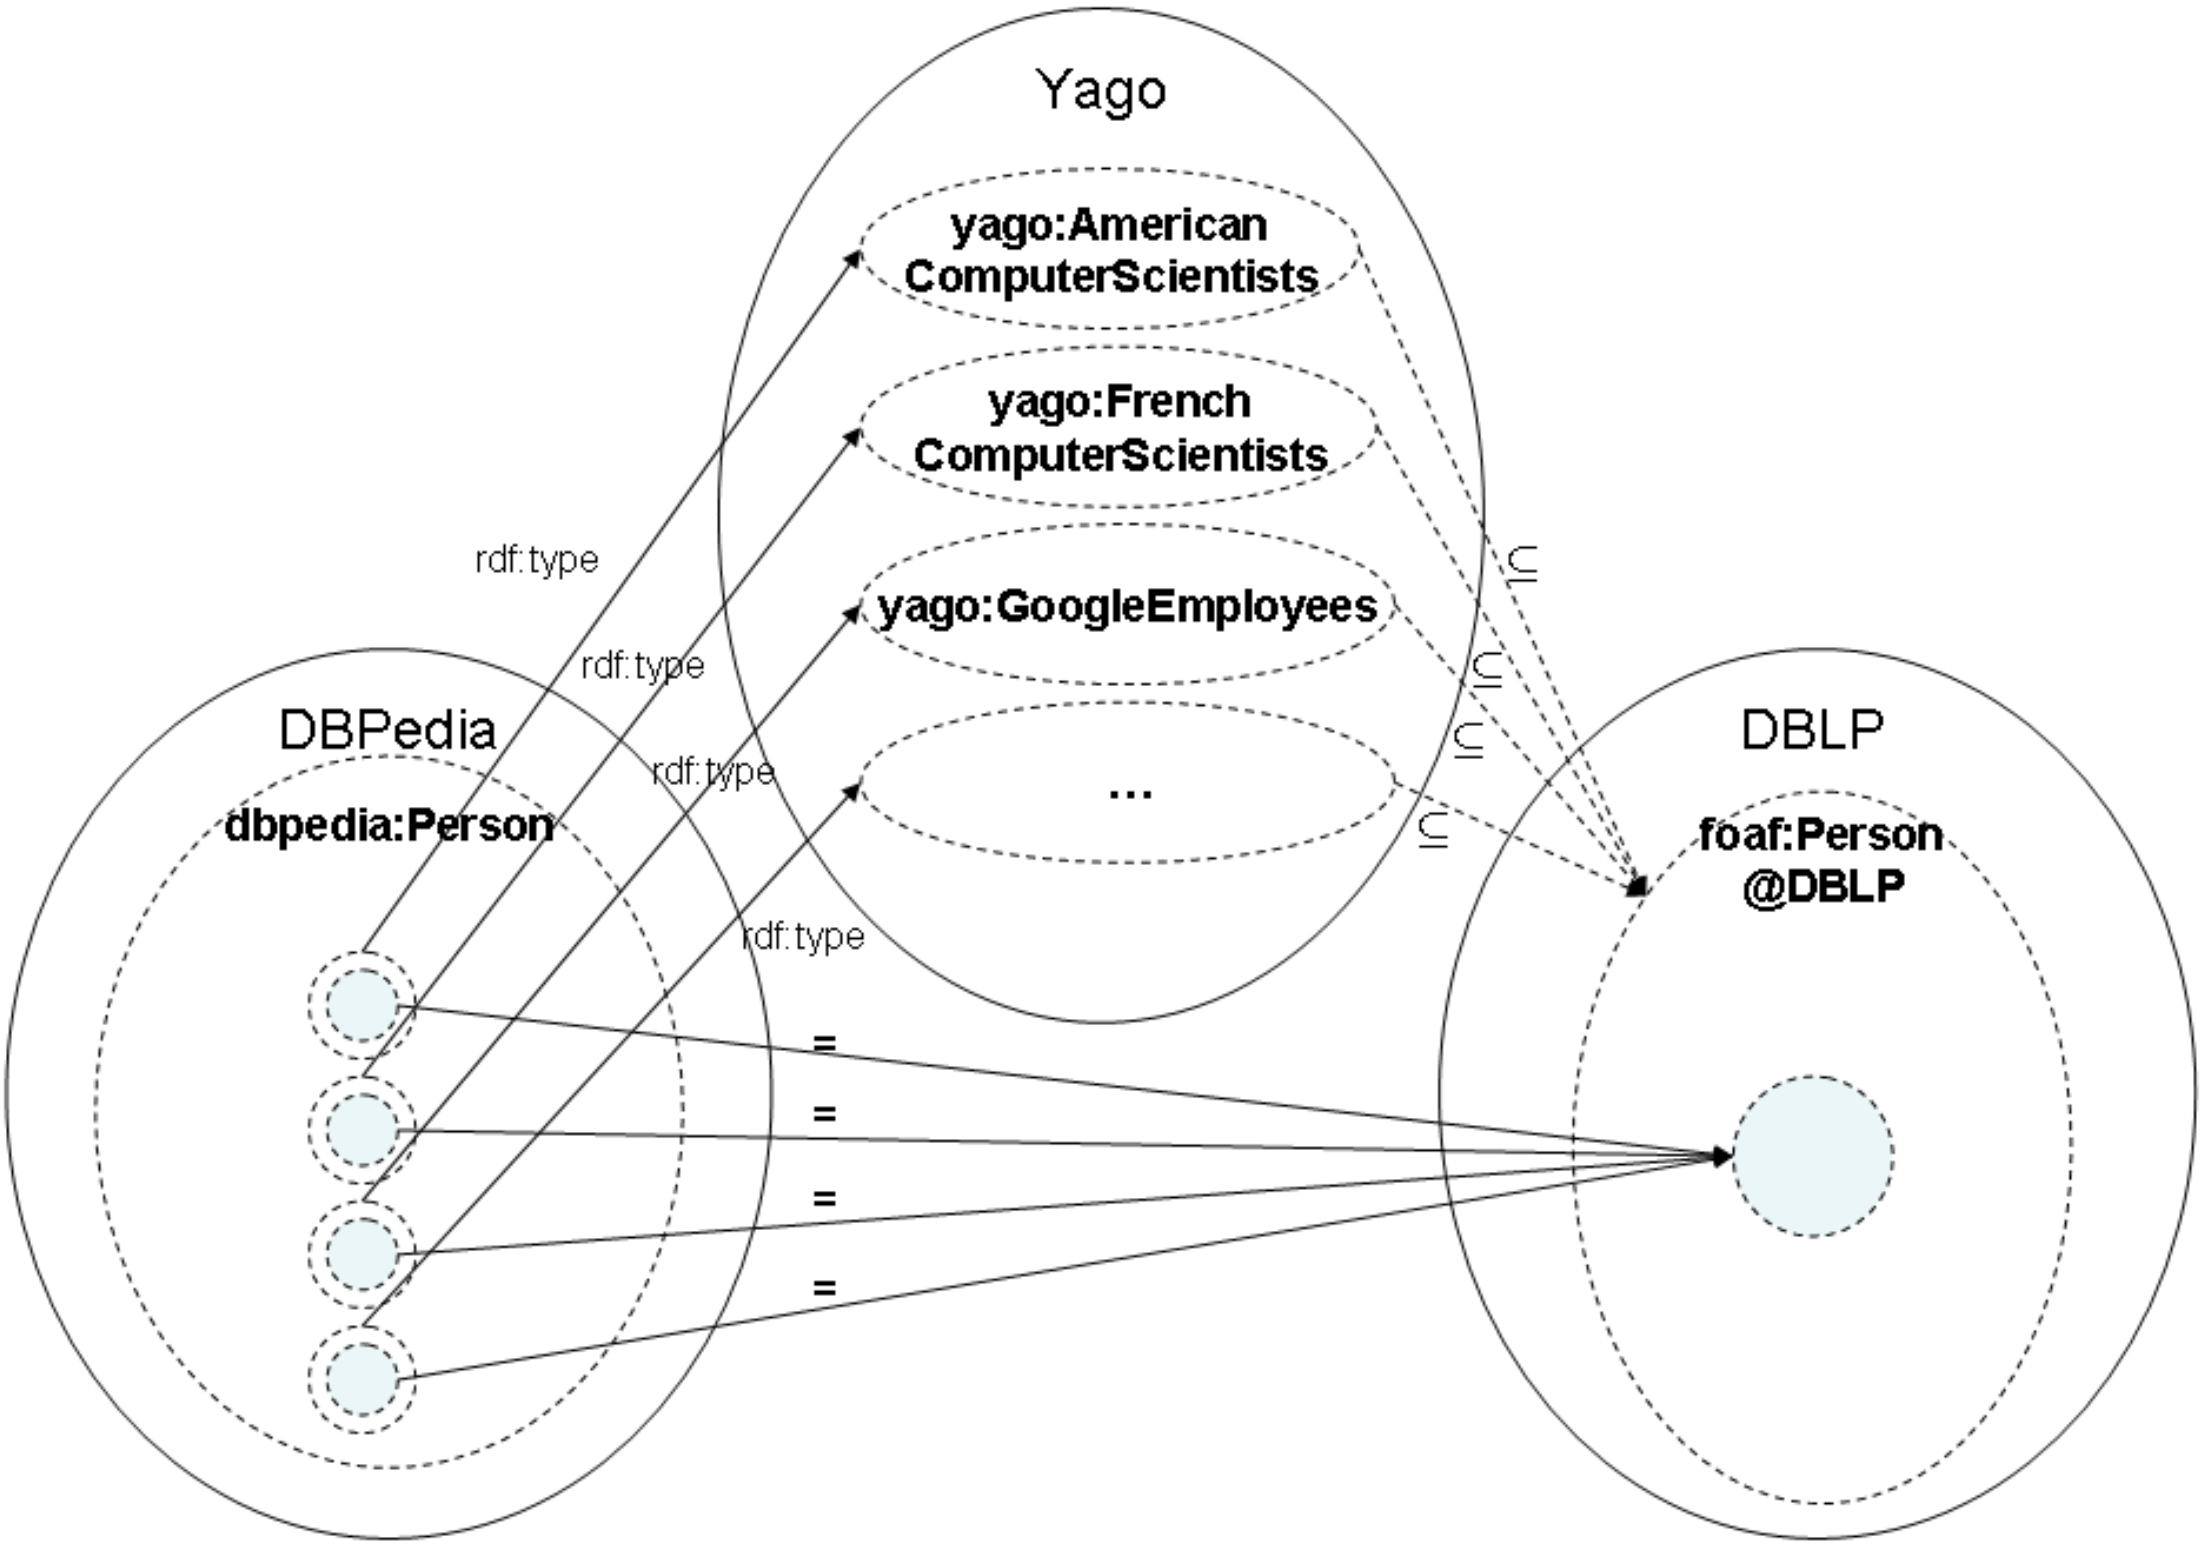 Yago
yago:American
ComputerScientists
yago:French
ComputerScientists
rdf:type
⊆
yago:GoogleEmployees
rdf:type
⊆
DBPedia
DBLP
⊆
rdf:type
...
dbpedia:Person
⊆
foaf:Person
@DBLP
rdf:type
=
=
=
=